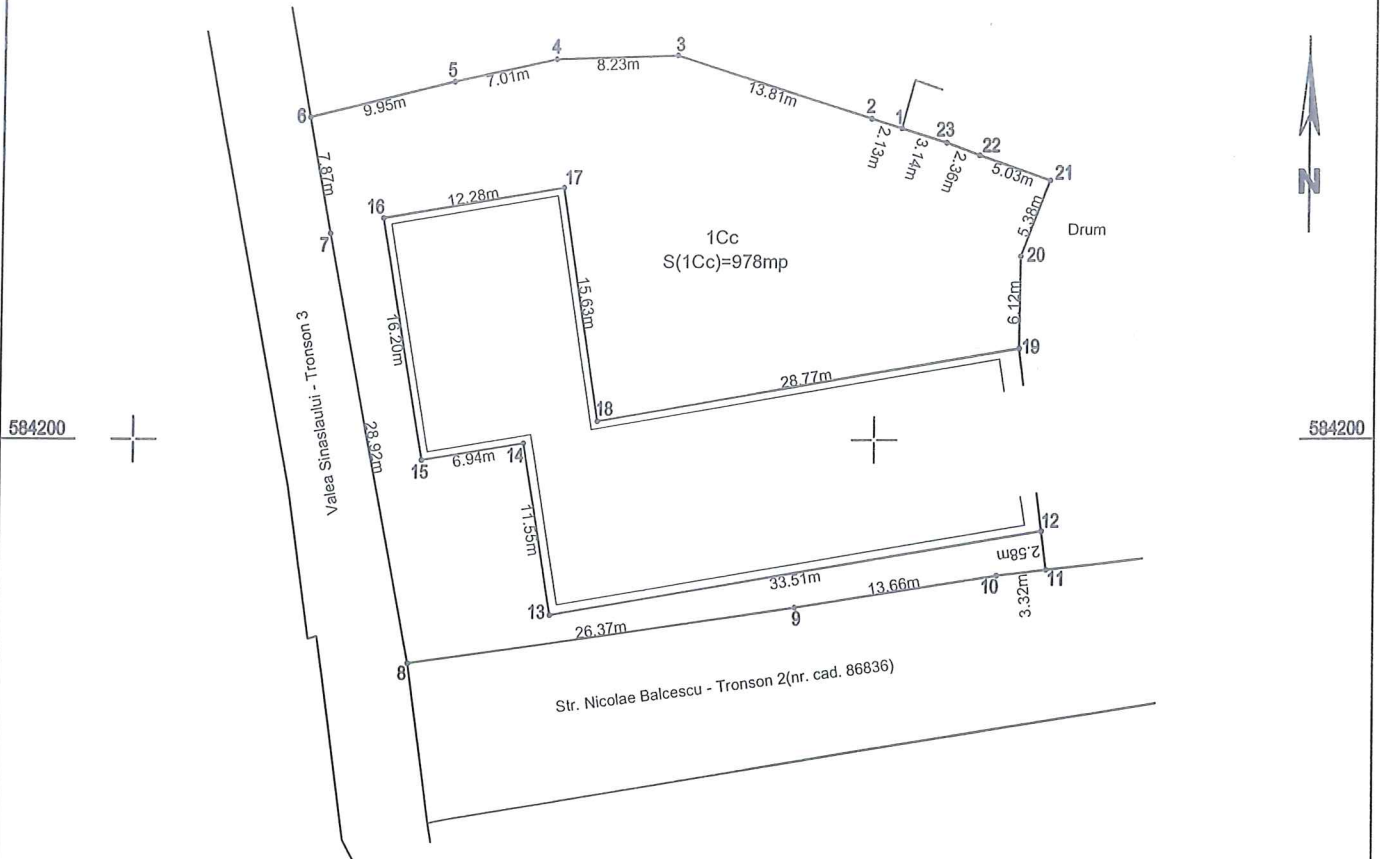 4
3
8.23m
5
7.01m
13.81m
9.95m
6
2
1
2.13m
3.14m
23
2.36m
22
5.03m
21
7.87m
5.38m
N
17
12.28m
16
7
1Cc
S(1Cc)=978mp
Drum
20
6.12m
15.63m
16.20m
19
28.77m
18
Valea Sinaslaului - Tronson 3
584200
584200
28.92m
15
6.94m
14
11.55m
12
2.58m
33.51m
13.66m
10
11
3.32m
13
26.37m
9
8
Str. Nicolae Balcescu - Tronson 2(nr. cad. 86836)